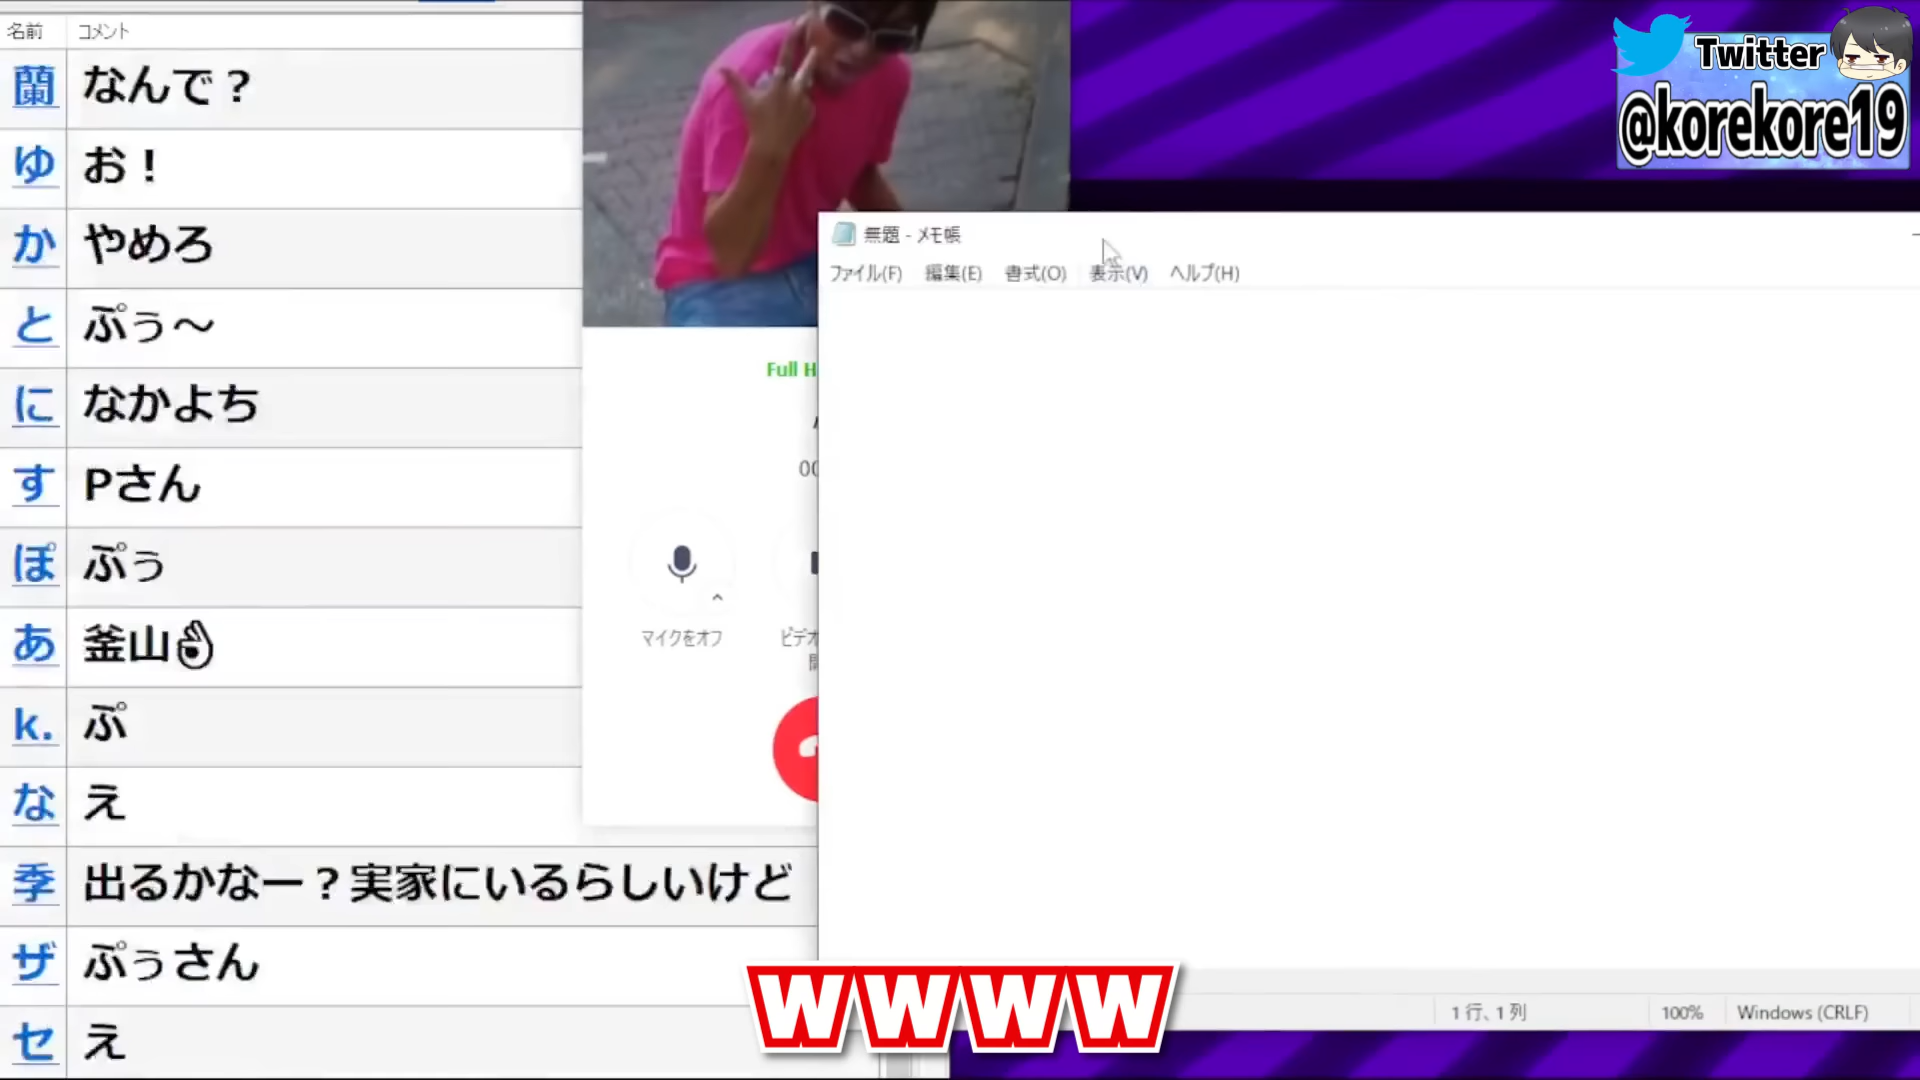 名前 コメント
蘭 なんで？
ゆ お！
か やめろ
と ぷぅ～
に なかよち
す Pさん
ぽ ぷぅ
あ 釜山👌
k. ぷ
な え
季 出るかなー？実家にいるらしいけど
ザ ぷぅさん
セ え
Full H
00
マイクをオフ
ビデオ
開
無題 - メモ帳
ファイル(F) 編集(E) 書式(O) 表示(V) ヘルプ(H)
1 行、1 列 100% Windows (CRLF)
Twitter
@korekore19
WWWW